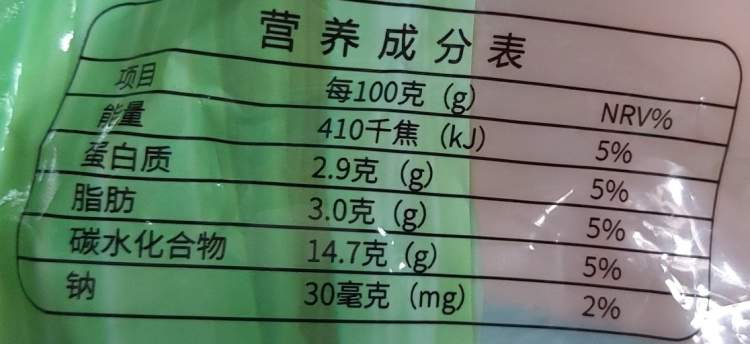 营养成分表
项目 每100克（g） NRV%
能量 410千焦（kJ） 5%
蛋白质 2.9克（g） 5%
脂肪 3.0克（g） 5%
碳水化合物 14.7克（g） 5%
钠 30毫克（mg） 2%